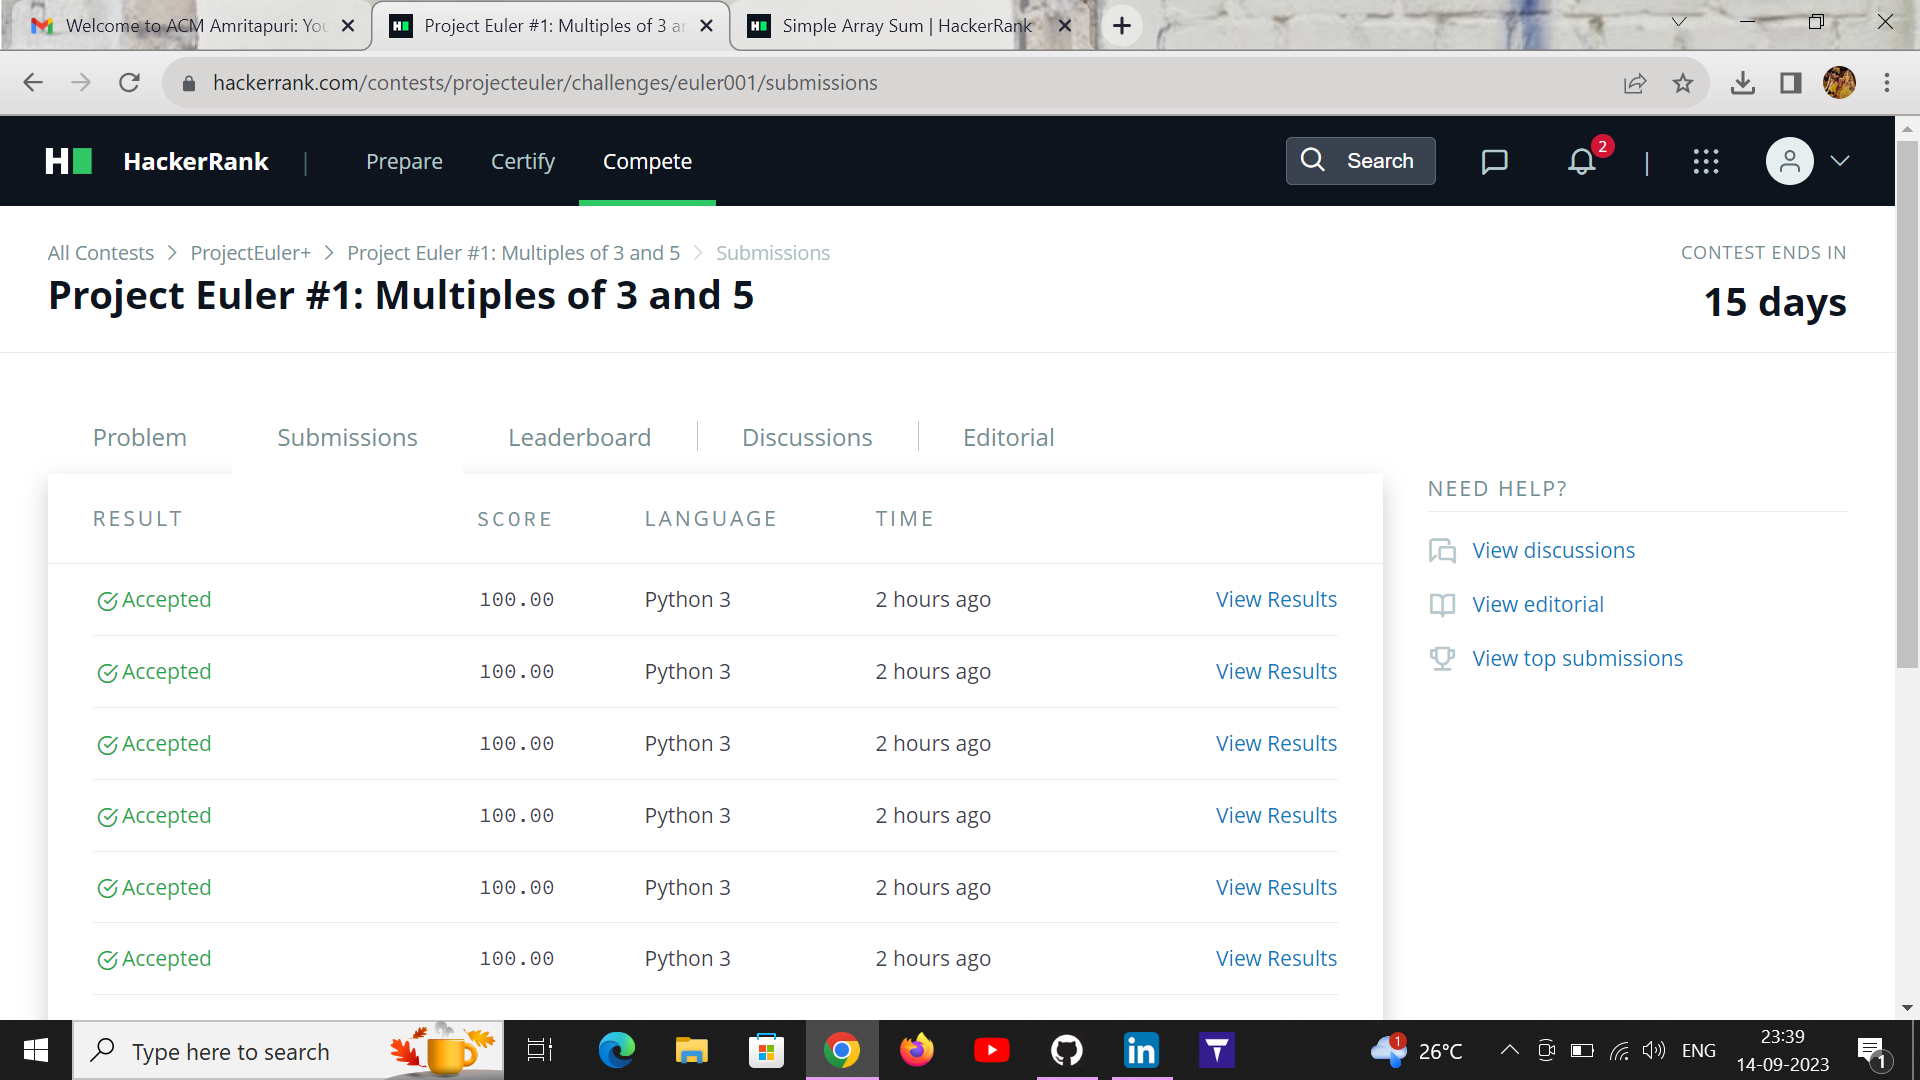 Welcome to ACM Amritapuri: You
Project Euler #1: Multiples of 3 ar
Simple Array Sum | HackerRank
hackerrank.com/contests/projecteuler/challenges/euler001/submissions
HackerRank | Prepare Certify Compete Search 2 |
All Contests > ProjectEuler+ > Project Euler #1: Multiples of 3 and 5 > Submissions
CONTEST ENDS IN
Project Euler #1: Multiples of 3 and 5
15 days
Problem Submissions Leaderboard Discussions Editorial
RESULT SCORE LANGUAGE TIME
Accepted 100.00 Python 3 2 hours ago View Results
Accepted 100.00 Python 3 2 hours ago View Results
Accepted 100.00 Python 3 2 hours ago View Results
Accepted 100.00 Python 3 2 hours ago View Results
Accepted 100.00 Python 3 2 hours ago View Results
Accepted 100.00 Python 3 2 hours ago View Results
NEED HELP?
View discussions
View editorial
View top submissions
Type here to search
1
26°C
ENG
23:39
14-09-2023
1